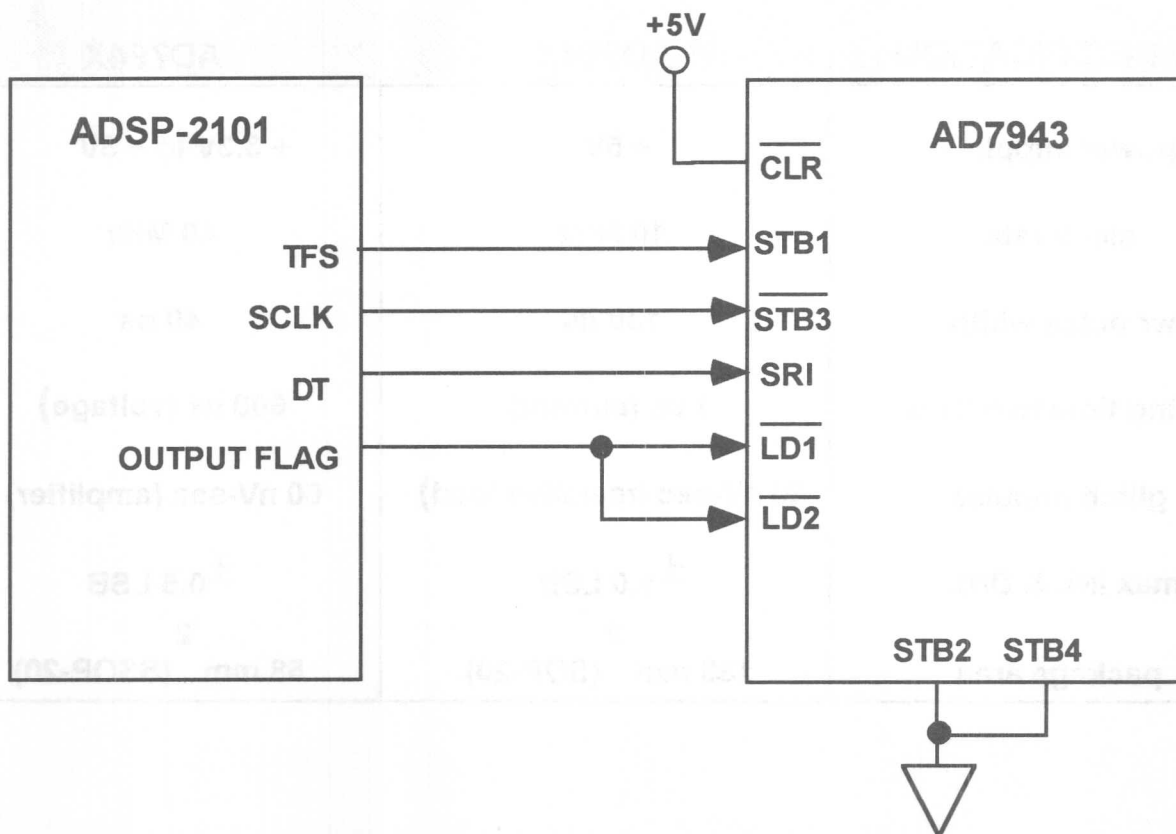 +5V
ADSP-2101
AD7943
CLR
TFS
STB1
SCLK
STB3
DT
SRI
OUTPUT FLAG
LD1
LD2
STB2 STB4